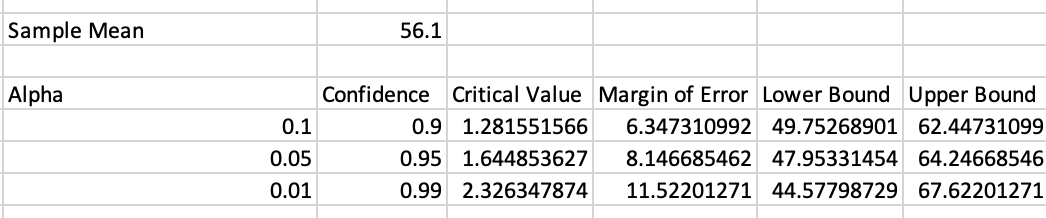 Sample Mean 56.1
Alpha Confidence Critical Value Margin of Error Lower Bound Upper Bound
0.1 0.9 1.281551566 6.347310992 49.75268901 62.44731099
0.05 0.95 1.644853627 8.146685462 47.95331454 64.24668546
0.01 0.99 2.326347874 11.52201271 44.57798729 67.62201271